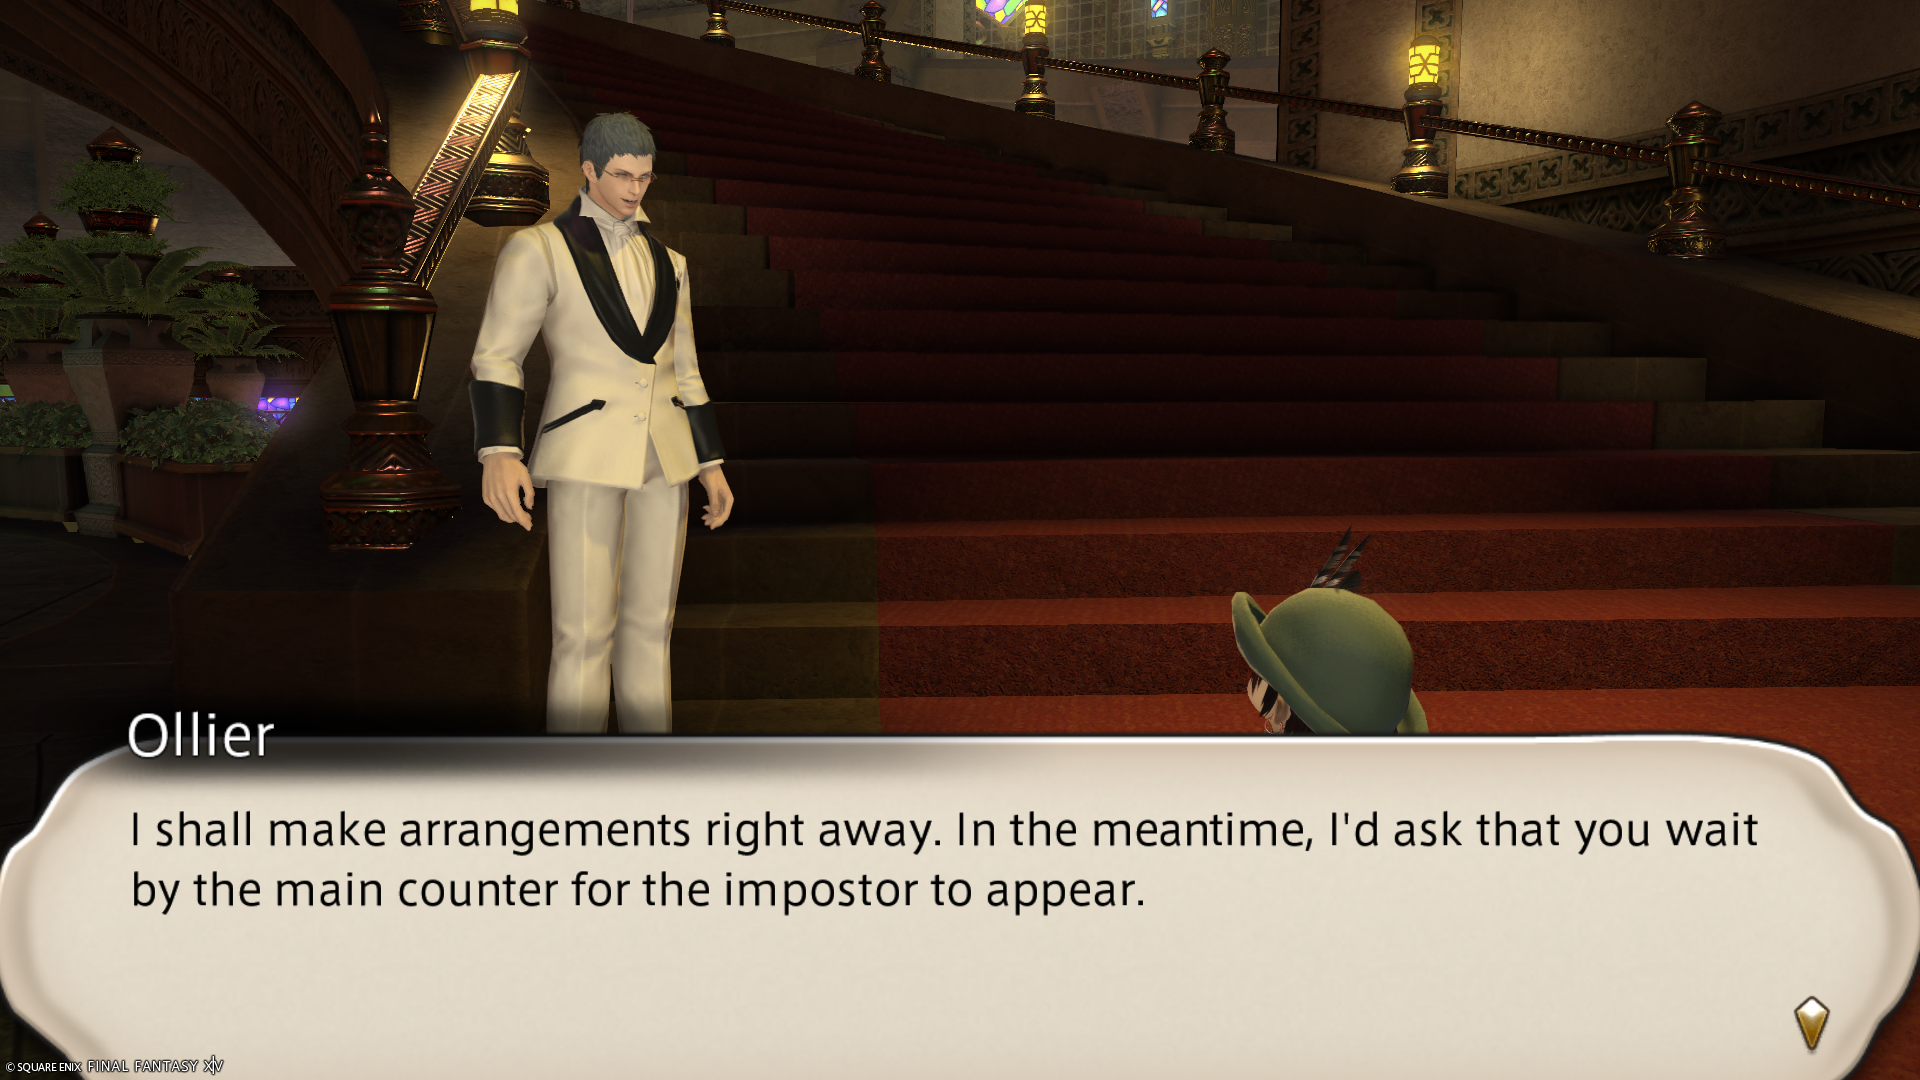 Ollier
I shall make arrangements right away. In the meantime, I'd ask that you wait
by the main counter for the impostor to appear.
© SQUARE ENIX FINAL FANTASY XIV